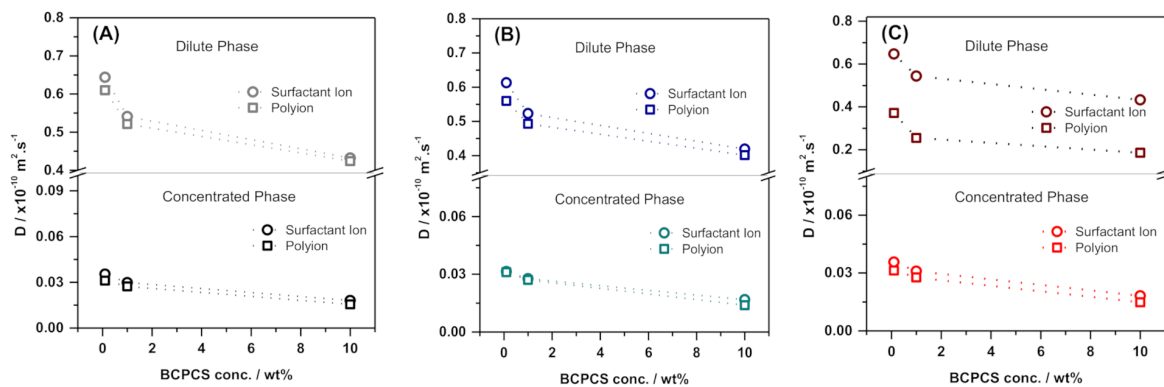 (A)
Dilute Phase
Surfactant Ion
Polyion
Concentrated Phase
Surfactant Ion
Polyion
0.8
0.7
0.6
0.5
0.4
0.09
0.06
0.03
0.00
D / x10⁻¹⁰ m².s⁻¹
0 2 4 6 8 10
BCPCS conc. / wt%
(B)
Dilute Phase
Surfactant Ion
Polyion
Concentrated Phase
Surfactant Ion
Polyion
0.8
0.7
0.6
0.5
0.4
0.06
0.03
0.00
D / x10⁻¹⁰ m².s⁻¹
0 2 4 6 8 10
BCPCS conc. / wt%
(C)
Dilute Phase
Surfactant Ion
Polyion
Concentrated Phase
Surfactant Ion
Polyion
0.8
0.6
0.4
0.2
0.06
0.03
0.00
D / x10⁻¹⁰ m².s⁻¹
0 2 4 6 8 10
BCPCS conc. / wt%